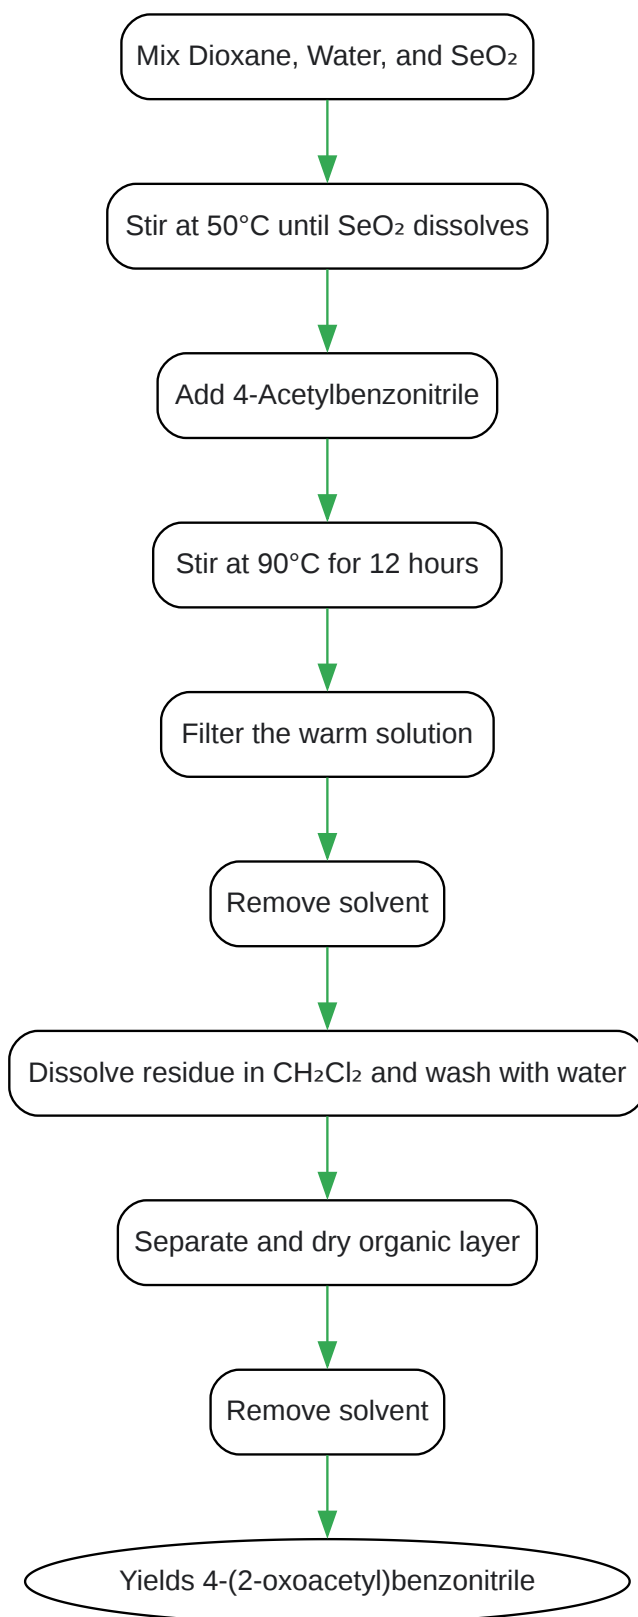 Mix Dioxane, Water, and SeO₂
Stir at 50°C until SeO₂ dissolves
Add 4-Acetylbenzonitrile
Stir at 90°C for 12 hours
Filter the warm solution
Remove solvent
Dissolve residue in CH₂Cl₂ and wash with water
Separate and dry organic layer
Remove solvent
Yields 4-(2-oxoacetyl)benzonitrile